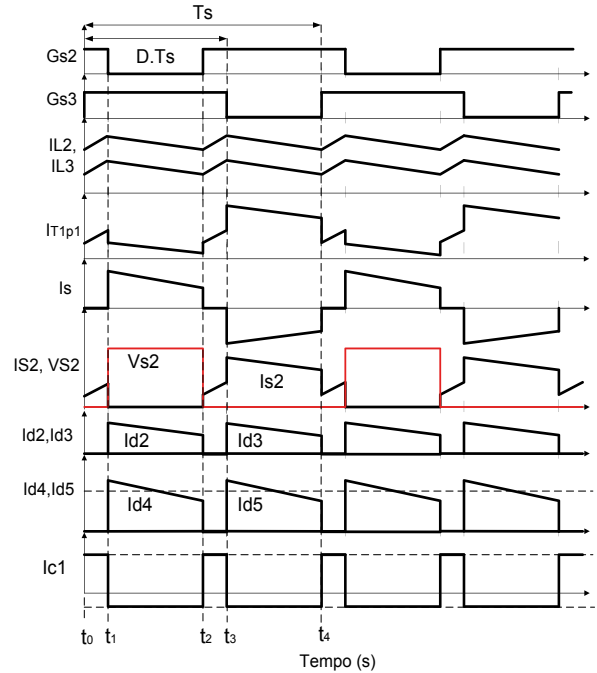 Ts
D.Ts
Gs2
Gs3
IL2,
IL3
IT1p1
Is
IS2, VS2
Vs2
Is2
Id2,Id3
Id2
Id3
Id4,Id5
Id4
Id5
Ic1
t0
t1
t2
t3
t4
Tempo (s)